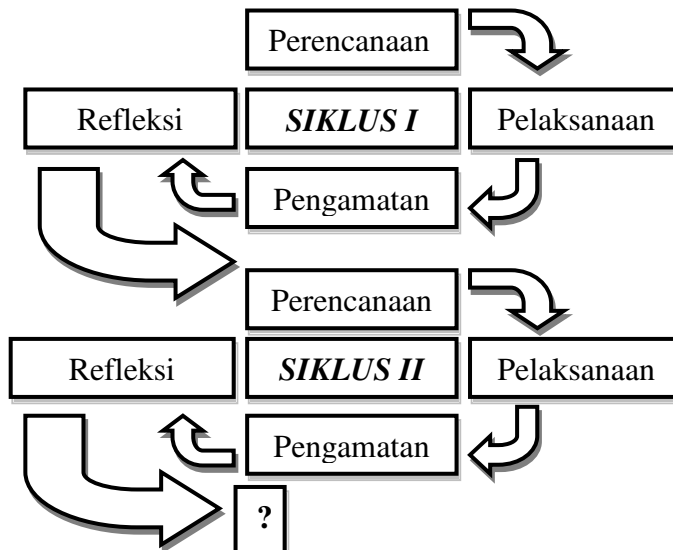 Perencanaan
Refleksi SIKLUS I Pelaksanaan
Pengamatan
Perencanaan
Refleksi SIKLUS II Pelaksanaan
Pengamatan
?